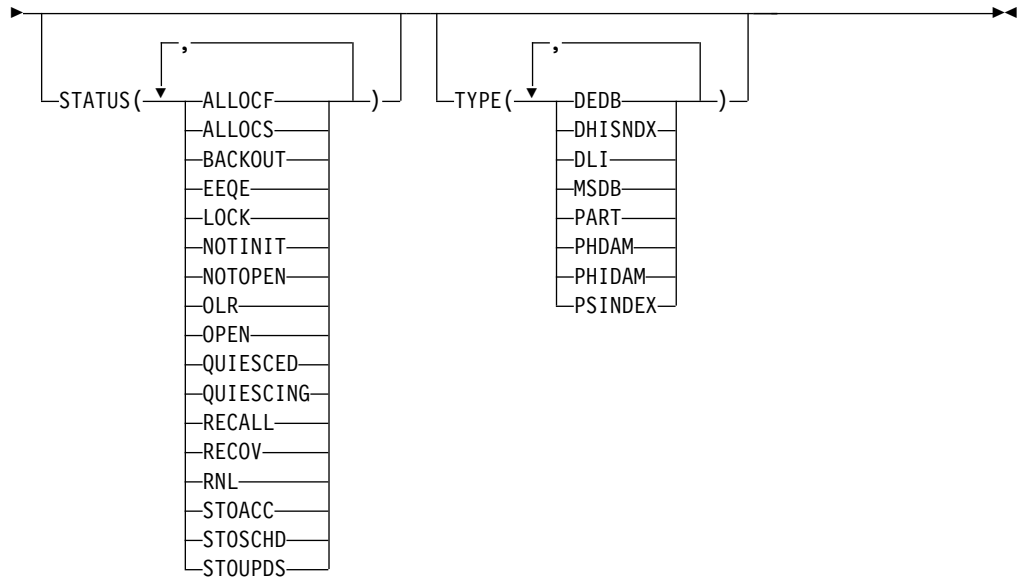 , ,
STATUS( ALLOCF ) TYPE( DEDB )
ALLOCS DHISNDX
BACKOUT DLI
EEQE MSDB
LOCK PART
NOTINIT PHDAM
NOTOPEN PHIDAM
OLR PSINDEX
OPEN
QUIESCED
QUIESCING
RECALL
RECOV
RNL
STOACC
STOSCHD
STOUPDS